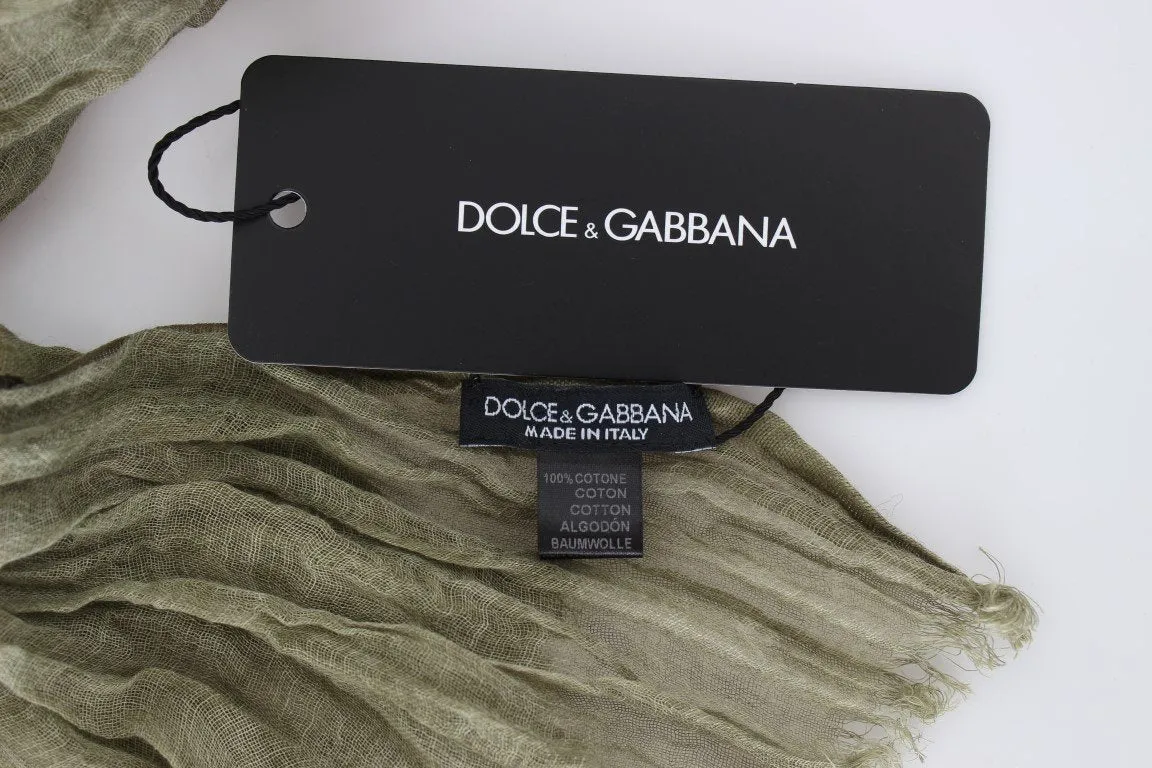 DOLCE & GABBANA
DOLCE & GABBANA
MADE IN ITALY
100% COTONE
COTON
COTTON
ALGODÓN
BAUMWOLLE